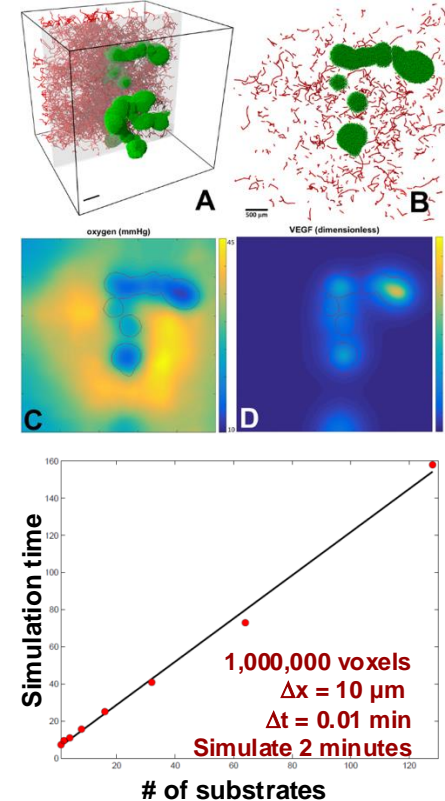 A
B
500 μm
oxygen (mmHg)
VEGF (dimensionless)
45
C
10
D
160
140
120
100
80
60
40
20
0
Simulation time
1,000,000 voxels
Δx = 10 μm
Δt = 0.01 min
Simulate 2 minutes
20
40
60
80
100
120
# of substrates